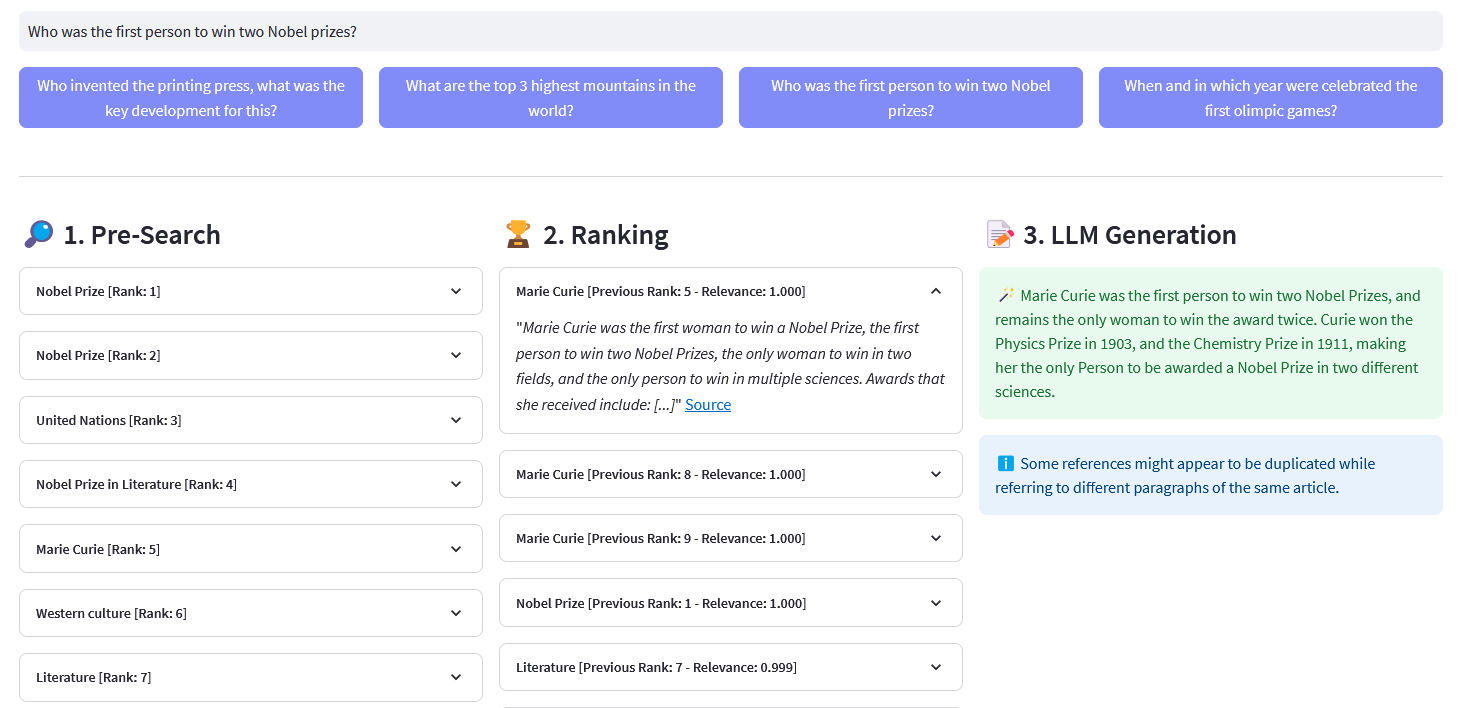 Who was the first person to win two Nobel prizes?
Who invented the printing press, what was the
key development for this?
What are the top 3 highest mountains in the
world?
Who was the first person to win two Nobel
prizes?
When and in which year were celebrated the
first olimpic games?
1. Pre-Search
Nobel Prize [Rank: 1]
Nobel Prize [Rank: 2]
United Nations [Rank: 3]
Nobel Prize in Literature [Rank: 4]
Marie Curie [Rank: 5]
Western culture [Rank: 6]
Literature [Rank: 7]
2. Ranking
Marie Curie [Previous Rank: 5 - Relevance: 1.000]
"Marie Curie was the first woman to win a Nobel Prize, the first
person to win two Nobel Prizes, the only woman to win in two
fields, and the only person to win in multiple sciences. Awards that
she received include: [...]" Source
Marie Curie [Previous Rank: 8 - Relevance: 1.000]
Marie Curie [Previous Rank: 9 - Relevance: 1.000]
Nobel Prize [Previous Rank: 1 - Relevance: 1.000]
Literature [Previous Rank: 7 - Relevance: 0.999]
3. LLM Generation
Marie Curie was the first person to win two Nobel Prizes, and
remains the only woman to win the award twice. Curie won the
Physics Prize in 1903, and the Chemistry Prize in 1911, making
her the only Person to be awarded a Nobel Prize in two different
sciences.
Some references might appear to be duplicated while
referring to different paragraphs of the same article.